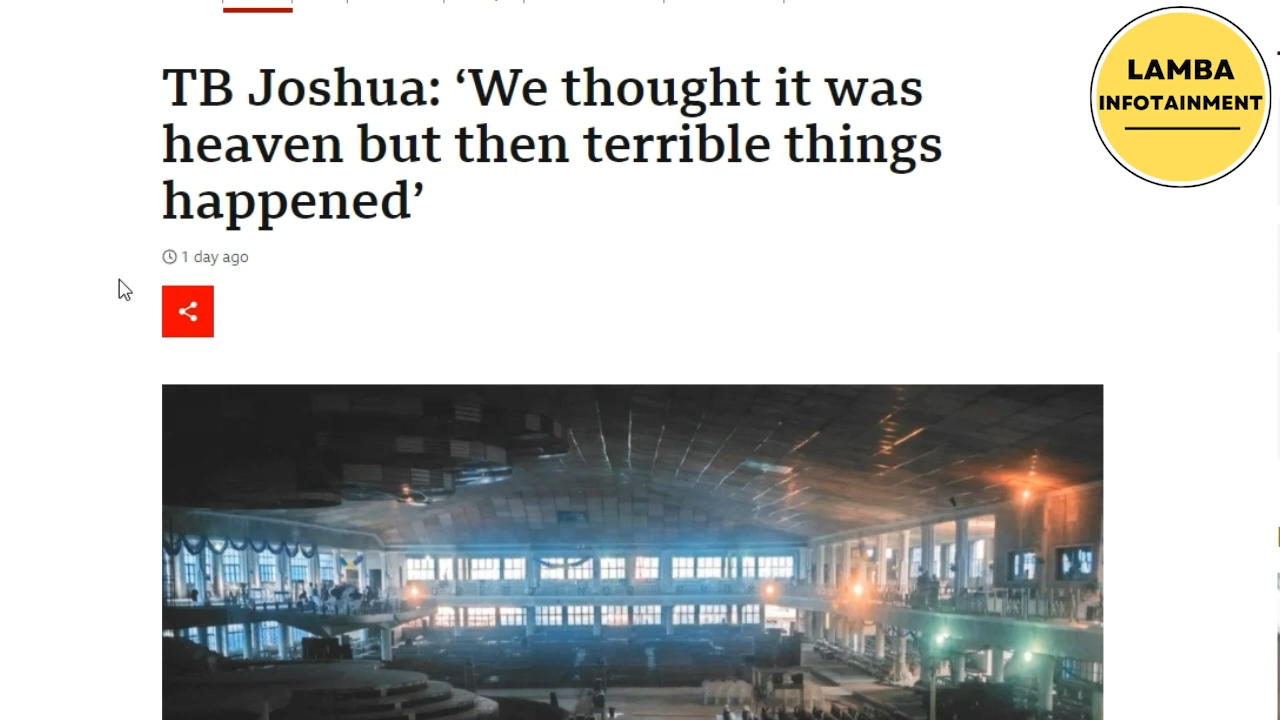 TB Joshua: ‘We thought it was
heaven but then terrible things
happened’
1 day ago
LAMBA
INFOTAINMENT